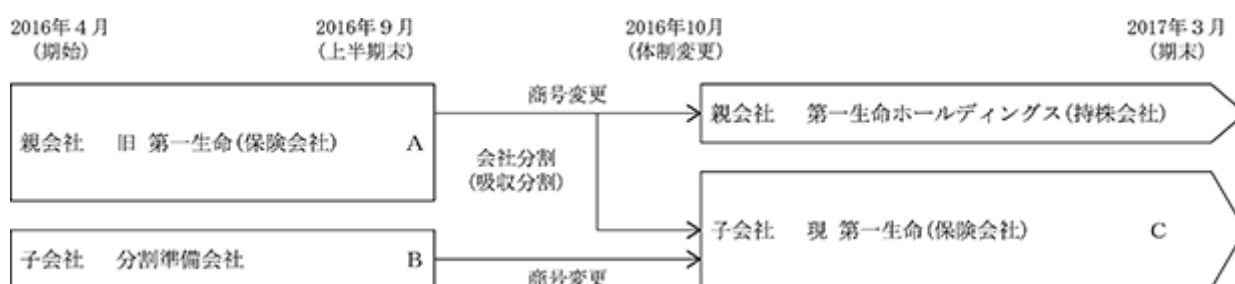 2016年4月 2016年9月 2016年10月 2017年3月
(期始) (上半期末) (体制変更) (期末)
商号変更
親会社 旧 第一生命(保険会社) A
親会社 第一生命ホールディングス(持株会社)
会社分割
(吸収分割)
子会社 現 第一生命(保険会社) C
子会社 分割準備会社 B
商号変更